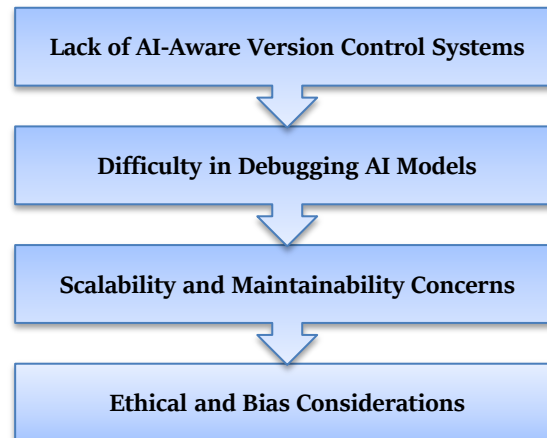 Lack of AI-Aware Version Control Systems
Difficulty in Debugging AI Models
Scalability and Maintainability Concerns
Ethical and Bias Considerations